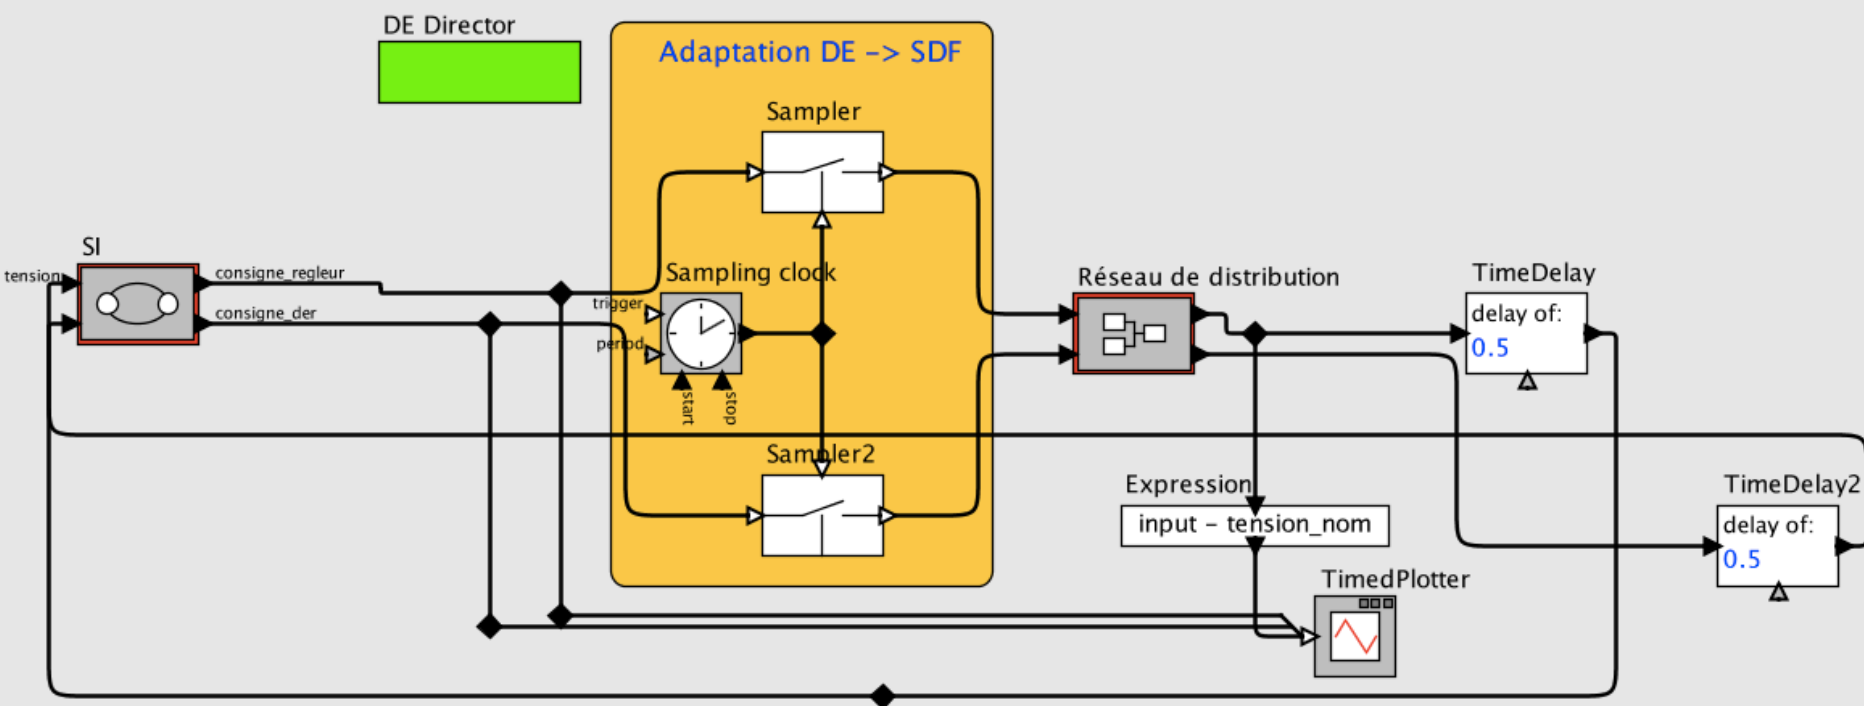 DE Director
Adaptation DE -> SDF
Sampler
SI
tension
consigne_regleur
consigne_der
Sampling clock
trigger
period
start
stop
Réseau de distribution
TimeDelay
delay of:
0.5
Sampler2
Expression
input - tension_nom
TimeDelay2
delay of:
0.5
TimedPlotter